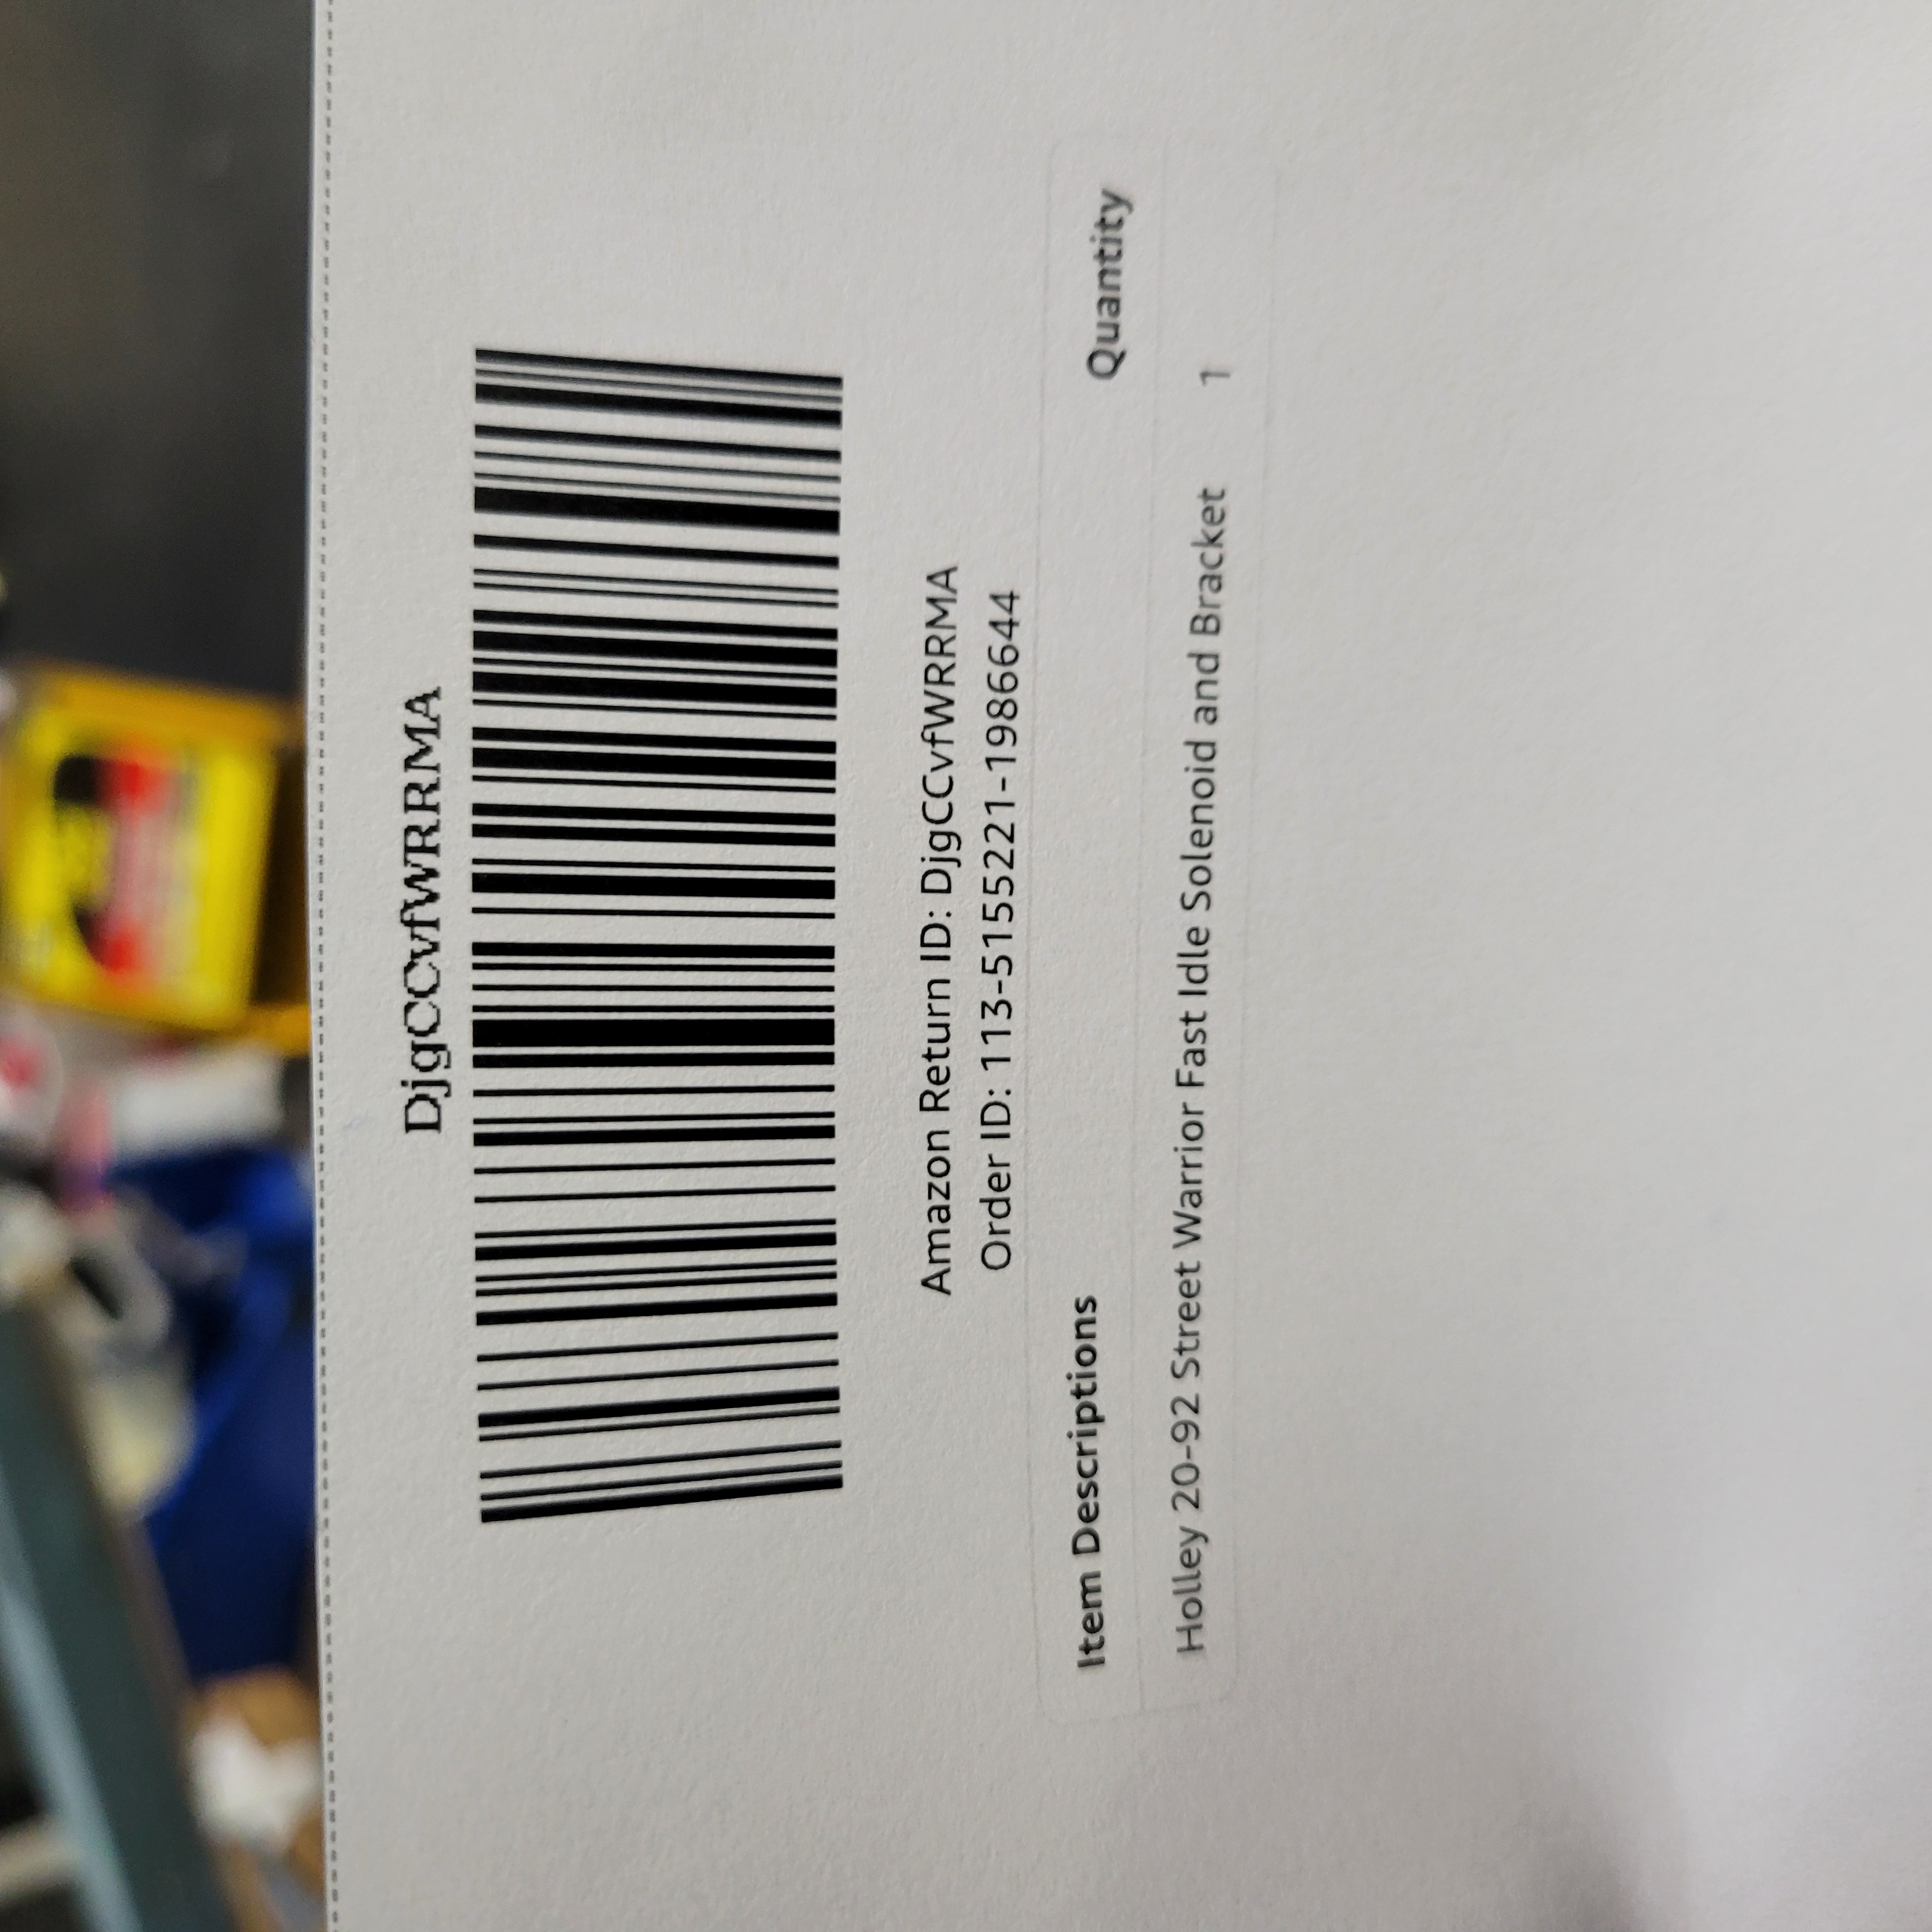 DjgCCvfWRRMA
Amazon Return ID: DjgCCvfWRRMA
Order ID: 113-5155221-1986644
Item Descriptions Quantity
Holley 20-92 Street Warrior Fast Idle Solenoid and Bracket 1